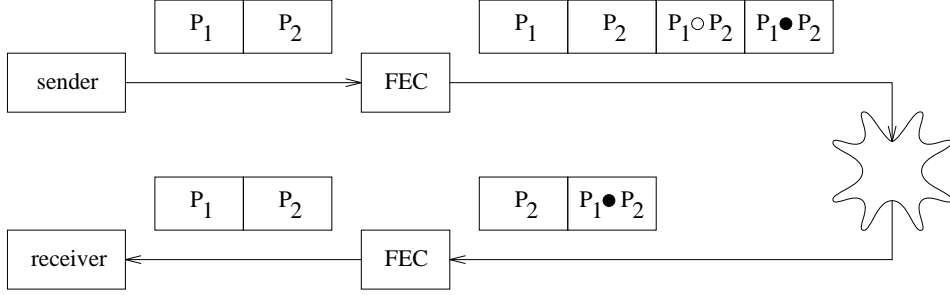 P1 P2 P1 P2 P1○P2 P1●P2
sender FEC
P1 P2 P2 P1●P2
receiver FEC